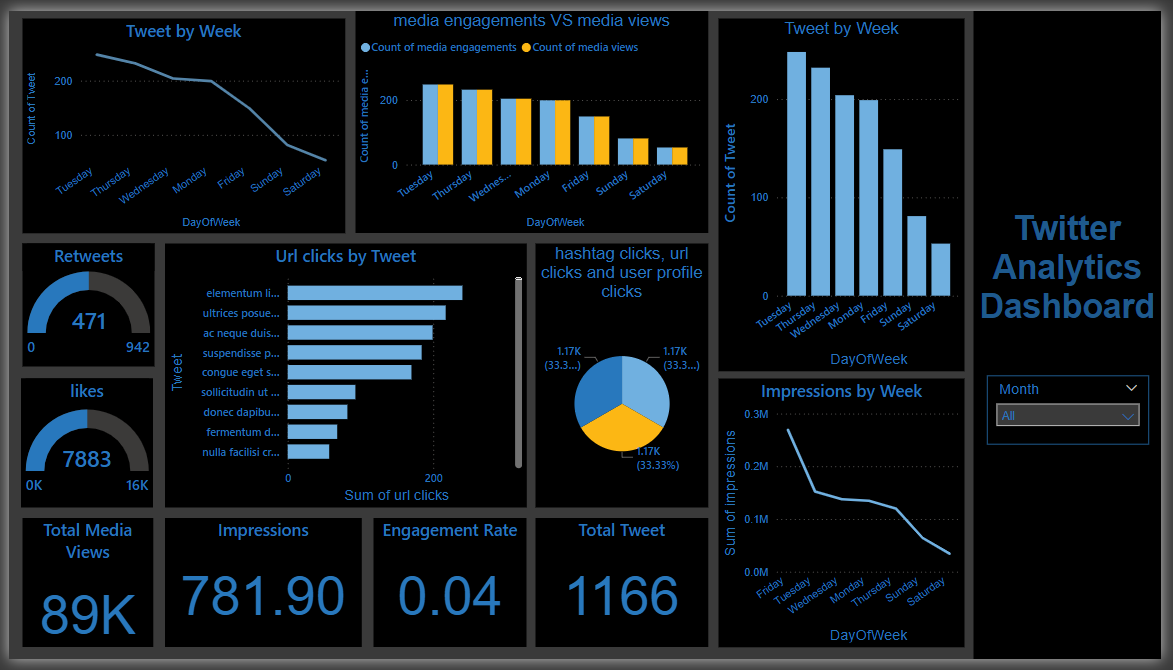 Tweet by Week
Count of Tweet
200
100
Tuesday
Thursday
Wednesday
Monday
Friday
Sunday
Saturday
DayOfWeek
media engagements VS media views
Count of media engagements
Count of media views
Count of media e...
200
0
Tuesday
Thursday
Wednes...
Monday
Friday
Sunday
Saturday
DayOfWeek
Tweet by Week
Count of Tweet
200
100
0
Tuesday
Thursday
Wednesday
Monday
Friday
Sunday
Saturday
DayOfWeek
Twitter
Analytics
Dashboard
Month
All
Retweets
471
0
942
likes
7883
0K
16K
Url clicks by Tweet
Tweet
elementum li...
ultrices posue...
ac neque duis...
suspendisse p...
congue eget s...
sollicitudin ut ...
donec dapibu...
fermentum d...
nulla facilisi cr...
0
200
Sum of url clicks
hashtag clicks, url
clicks and user profile
clicks
1.17K
(33.3...)
1.17K
(33.3...)
1.17K
(33.33%)
Impressions by Week
Sum of impressions
0.3M
0.2M
0.1M
0.0M
Friday
Tuesday
Wednesday
Monday
Thursday
Sunday
Saturday
DayOfWeek
Total Media
Views
89K
Impressions
781.90
Engagement Rate
0.04
Total Tweet
1166